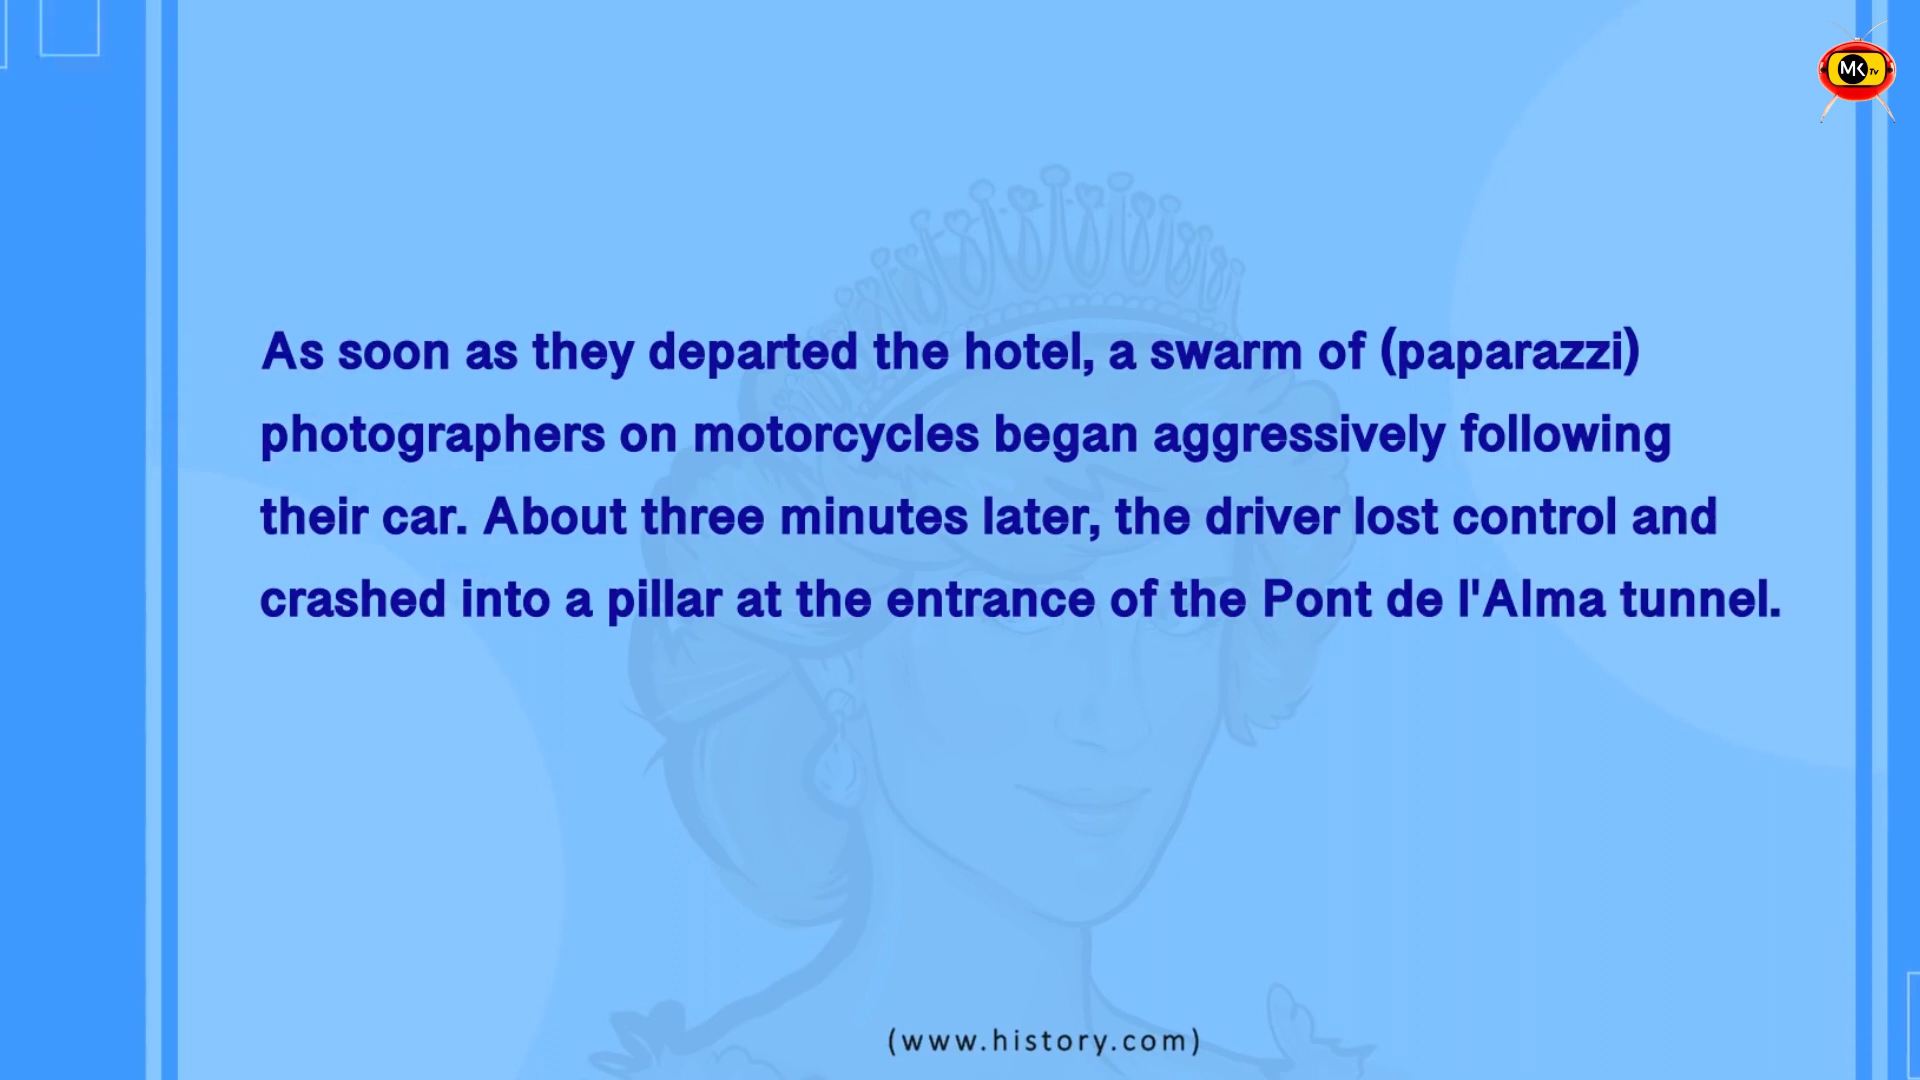 MK TV
As soon as they departed the hotel, a swarm of (paparazzi)
photographers on motorcycles began aggressively following
their car. About three minutes later, the driver lost control and
crashed into a pillar at the entrance of the Pont de l'Alma tunnel.
(www.history.com)